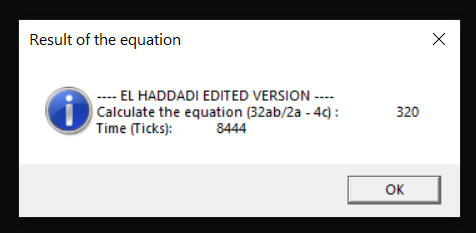 Result of the equation
---- EL HADDADI EDITED VERSION ----
Calculate the equation (32ab/2a - 4c) : 320
Time (Ticks): 8444
OK